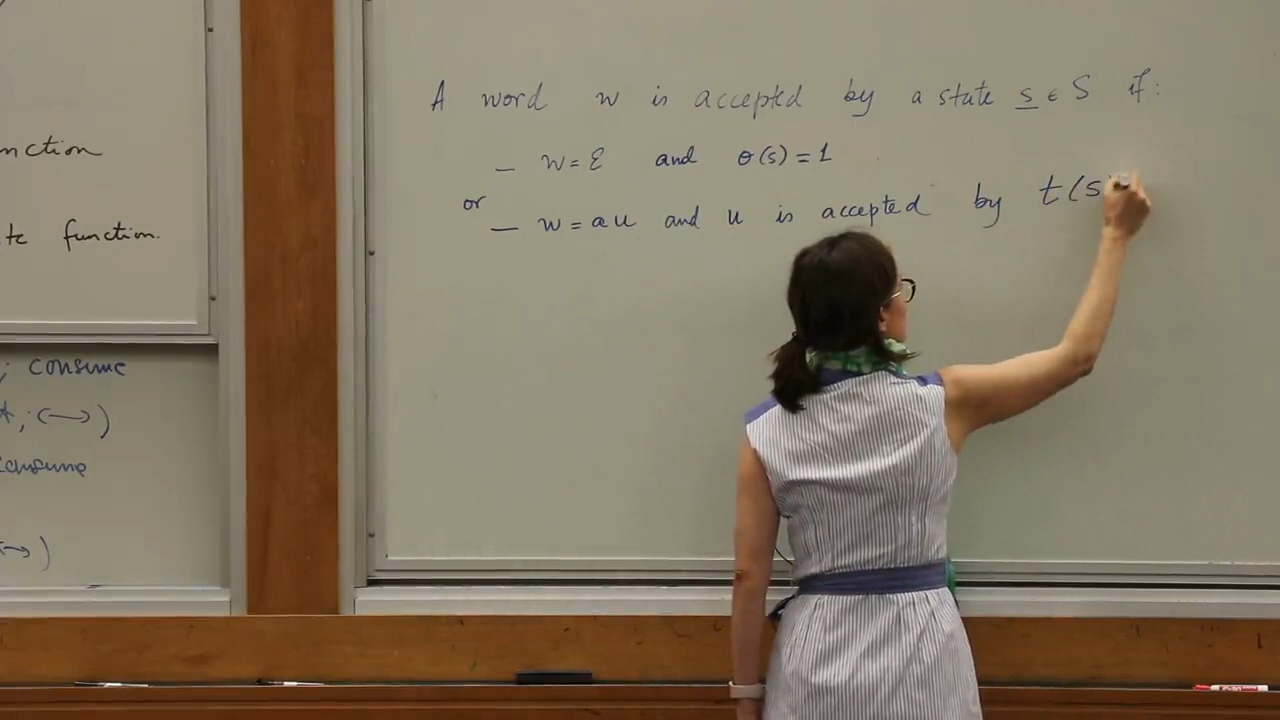 nction
te function.
; consume
*, (→)
consume
→)
A word w is accepted by a state s ∈ S if:
– w = ε and o(s) = 1
or
– w = au and u is accepted by t(s